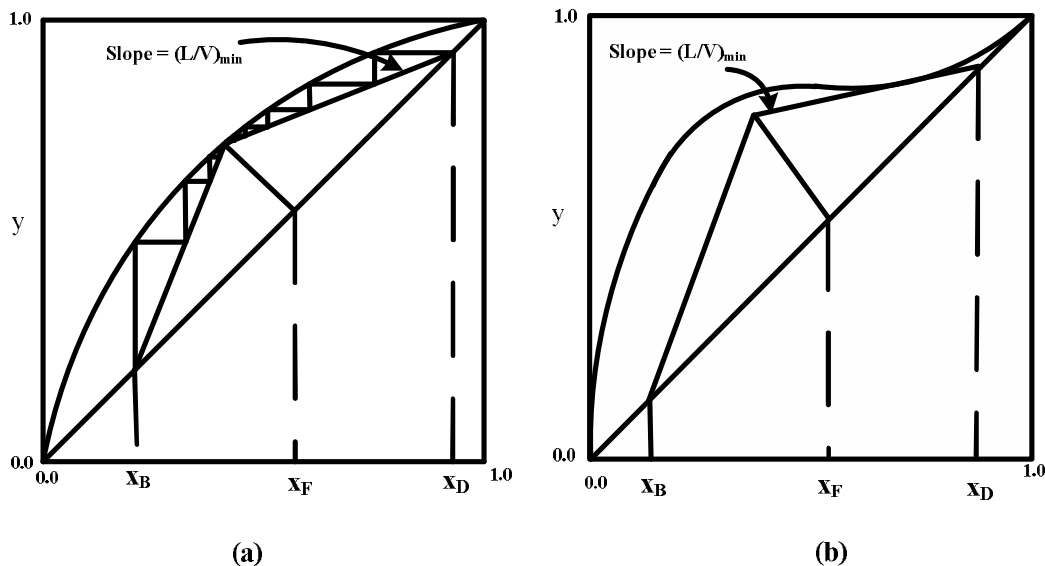 1.0
Slope = (L/V)min
y
0.0
0.0
xB
xF
xD
1.0
(a)
1.0
Slope = (L/V)min
y
0.0
0.0
xB
xF
xD
1.0
(b)